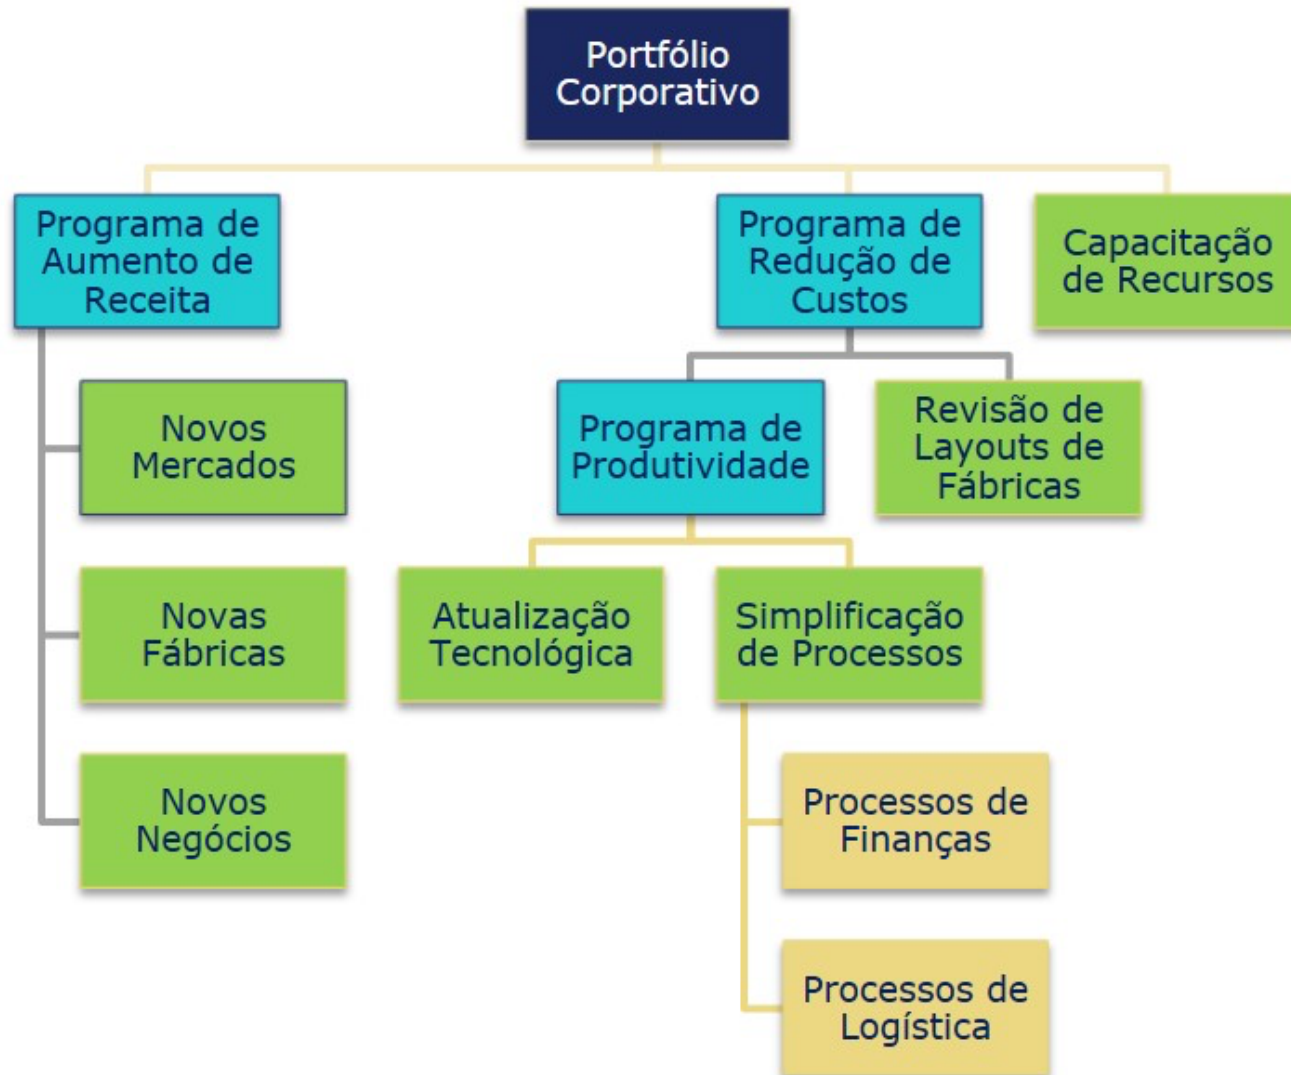 Portfólio
Corporativo
Programa de
Aumento de
Receita
Programa de
Redução de
Custos
Capacitação
de Recursos
Novos
Mercados
Programa de
Produtividade
Revisão de
Layouts de
Fábricas
Novas
Fábricas
Atualização
Tecnológica
Simplificação
de Processos
Novos
Negócios
Processos de
Finanças
Processos de
Logística